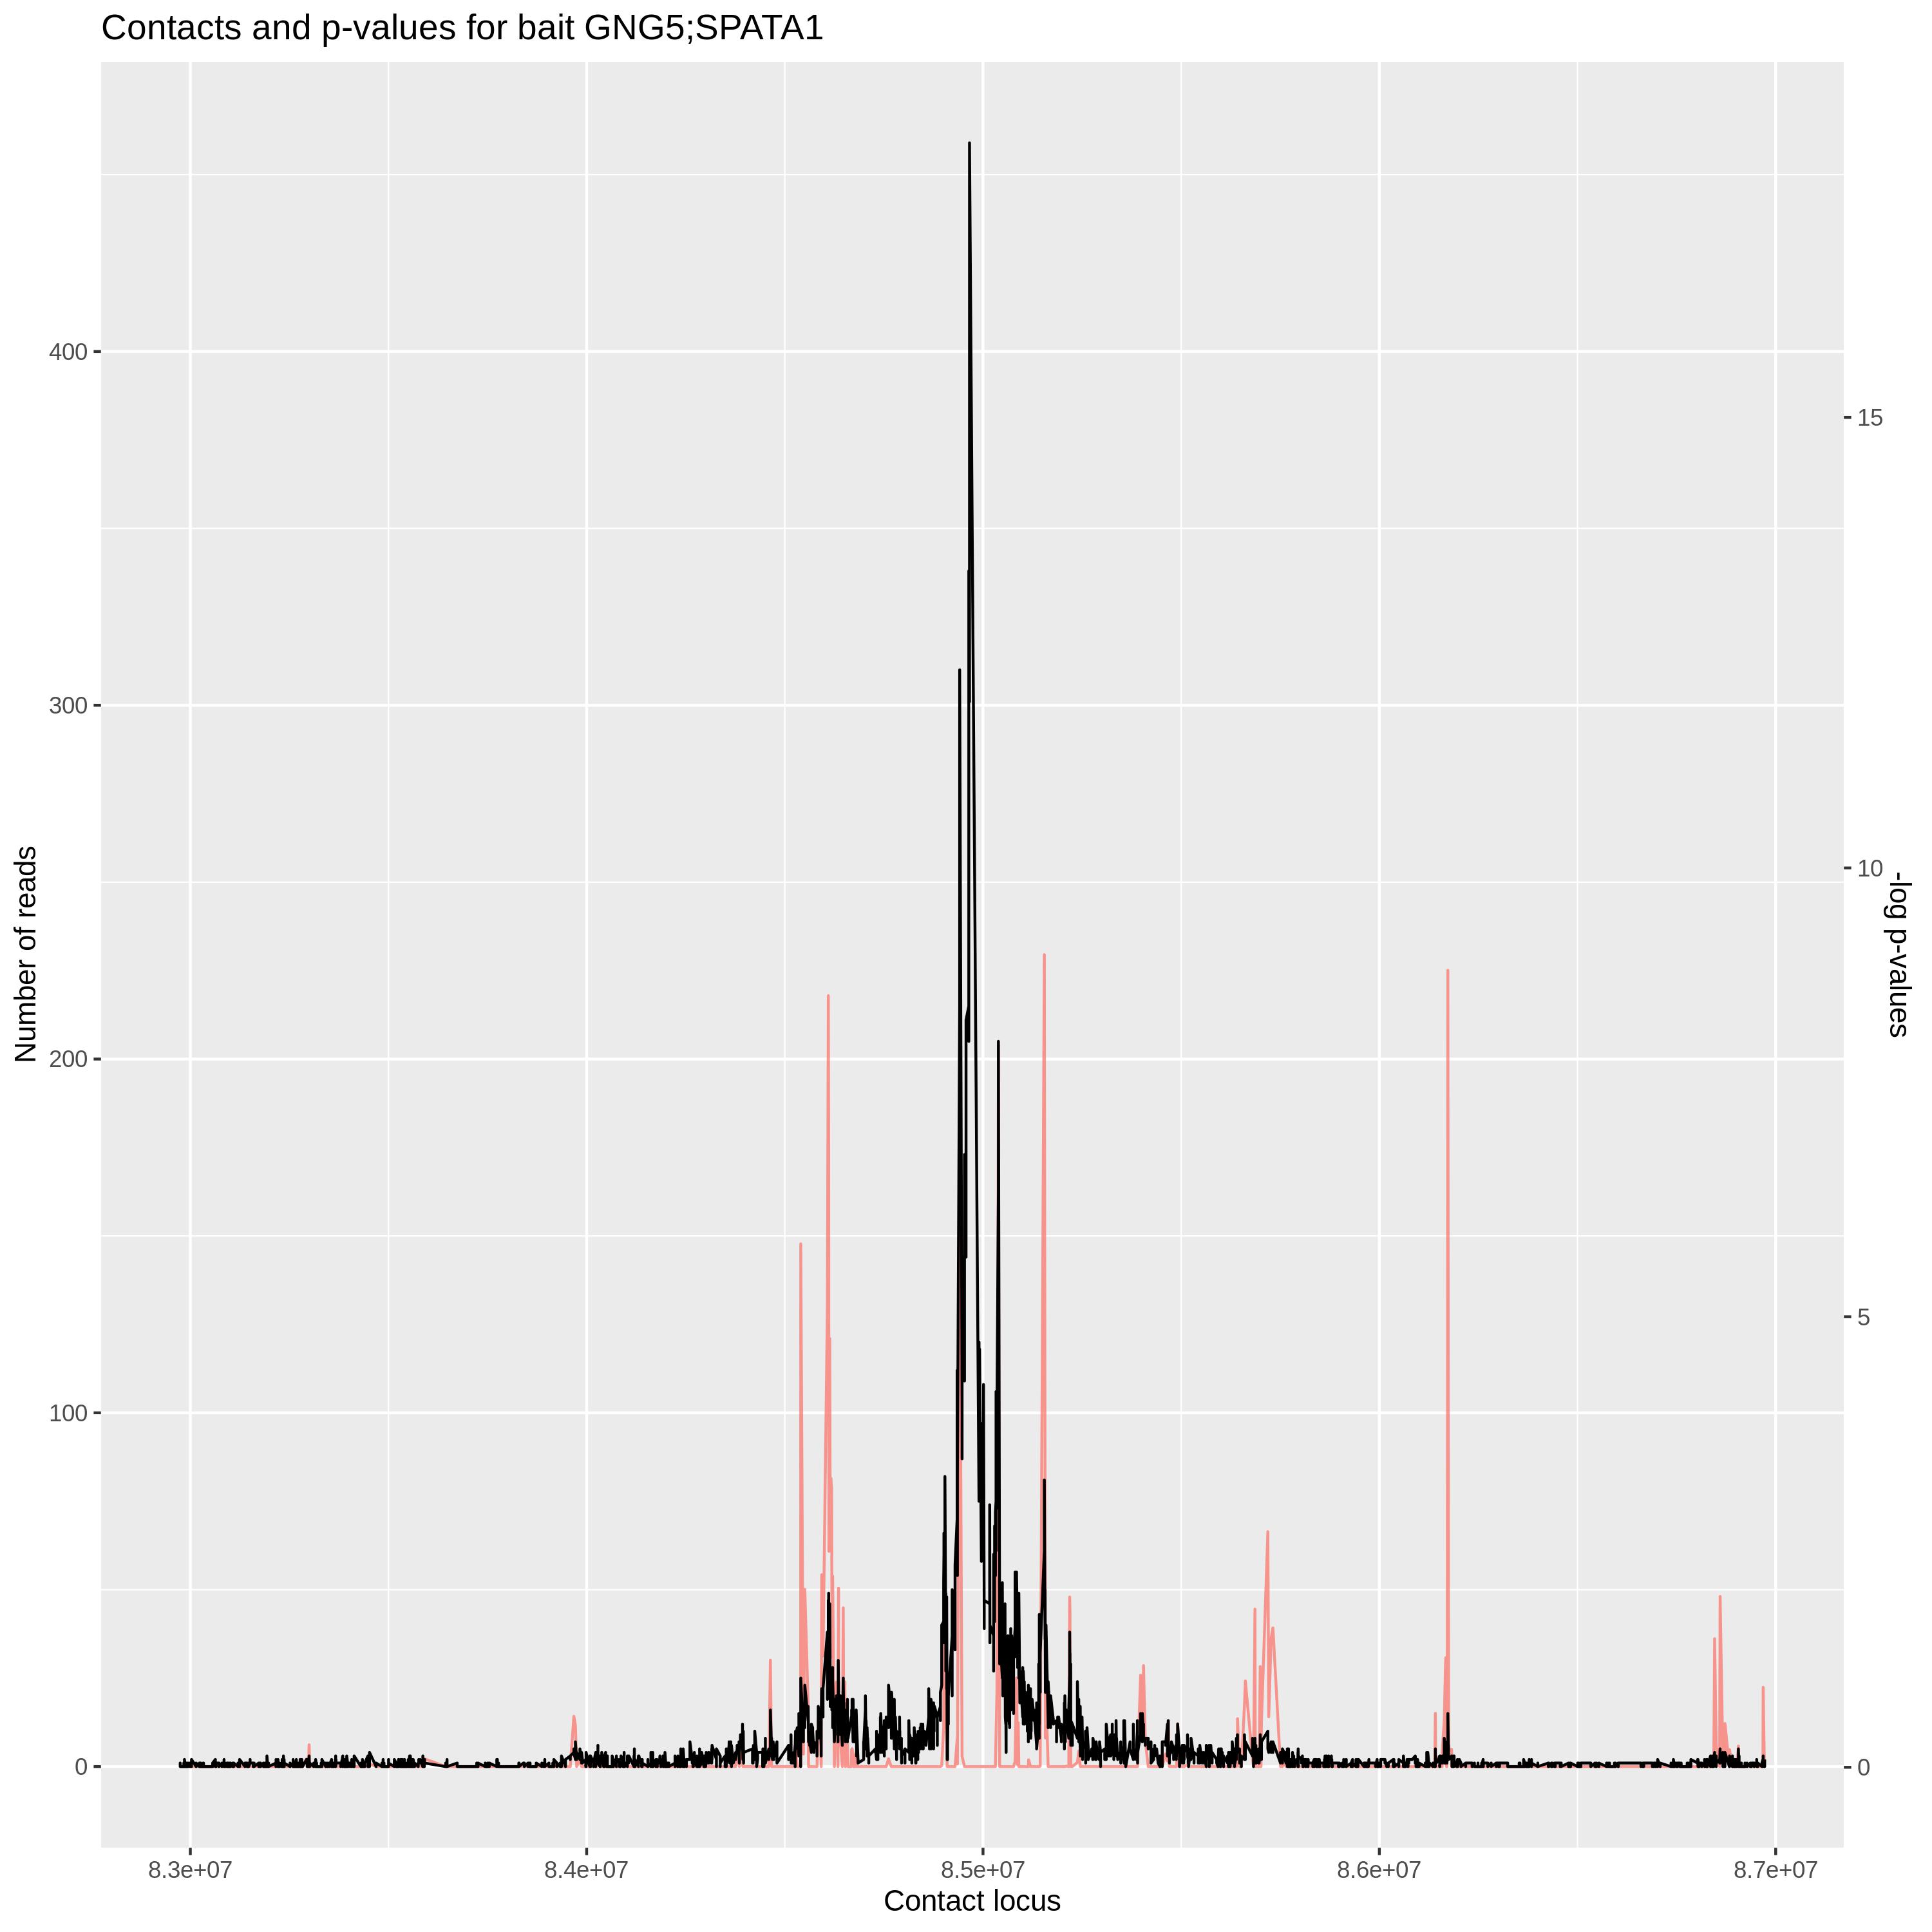 Contacts and p-values for bait GNG5;SPATA1
Number of reads
400
300
200
100
0
15
10
5
0
-log p-values
8.3e+07
8.4e+07
8.5e+07
8.6e+07
8.7e+07
Contact locus